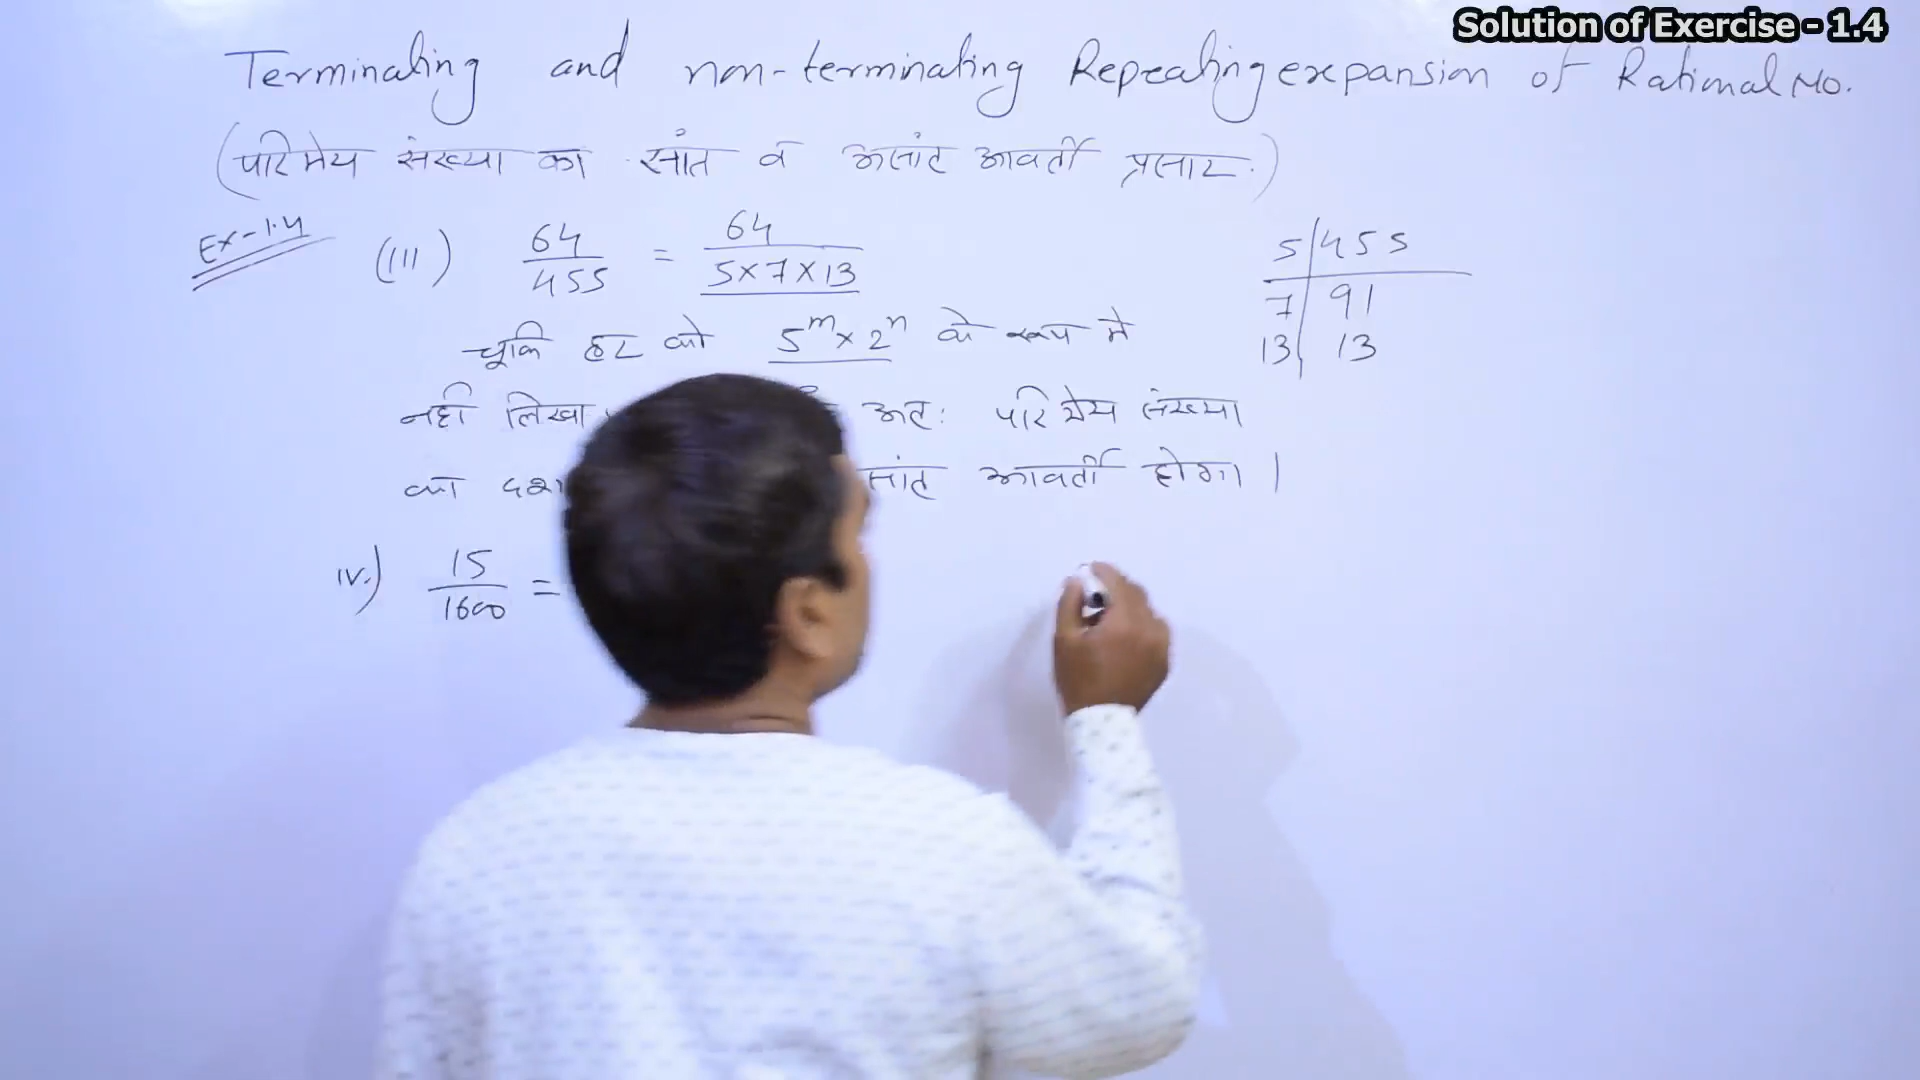 Solution of Exercise - 1.4
Terminating and non-terminating Repeating expansion of Rational No.
(परिमेय संख्या का सांत व असांत आवर्ती प्रसार.)
Ex-1.4
(III) 64/455 = 64/5×7×13
5 | 455
7 | 91
13 | 13
चूंकि हर को 5^m × 2^n के रूप में
नहीं लिखा अतः परिमेय संख्या
का आवर्ती होगा।
iv.) 15/1600 =